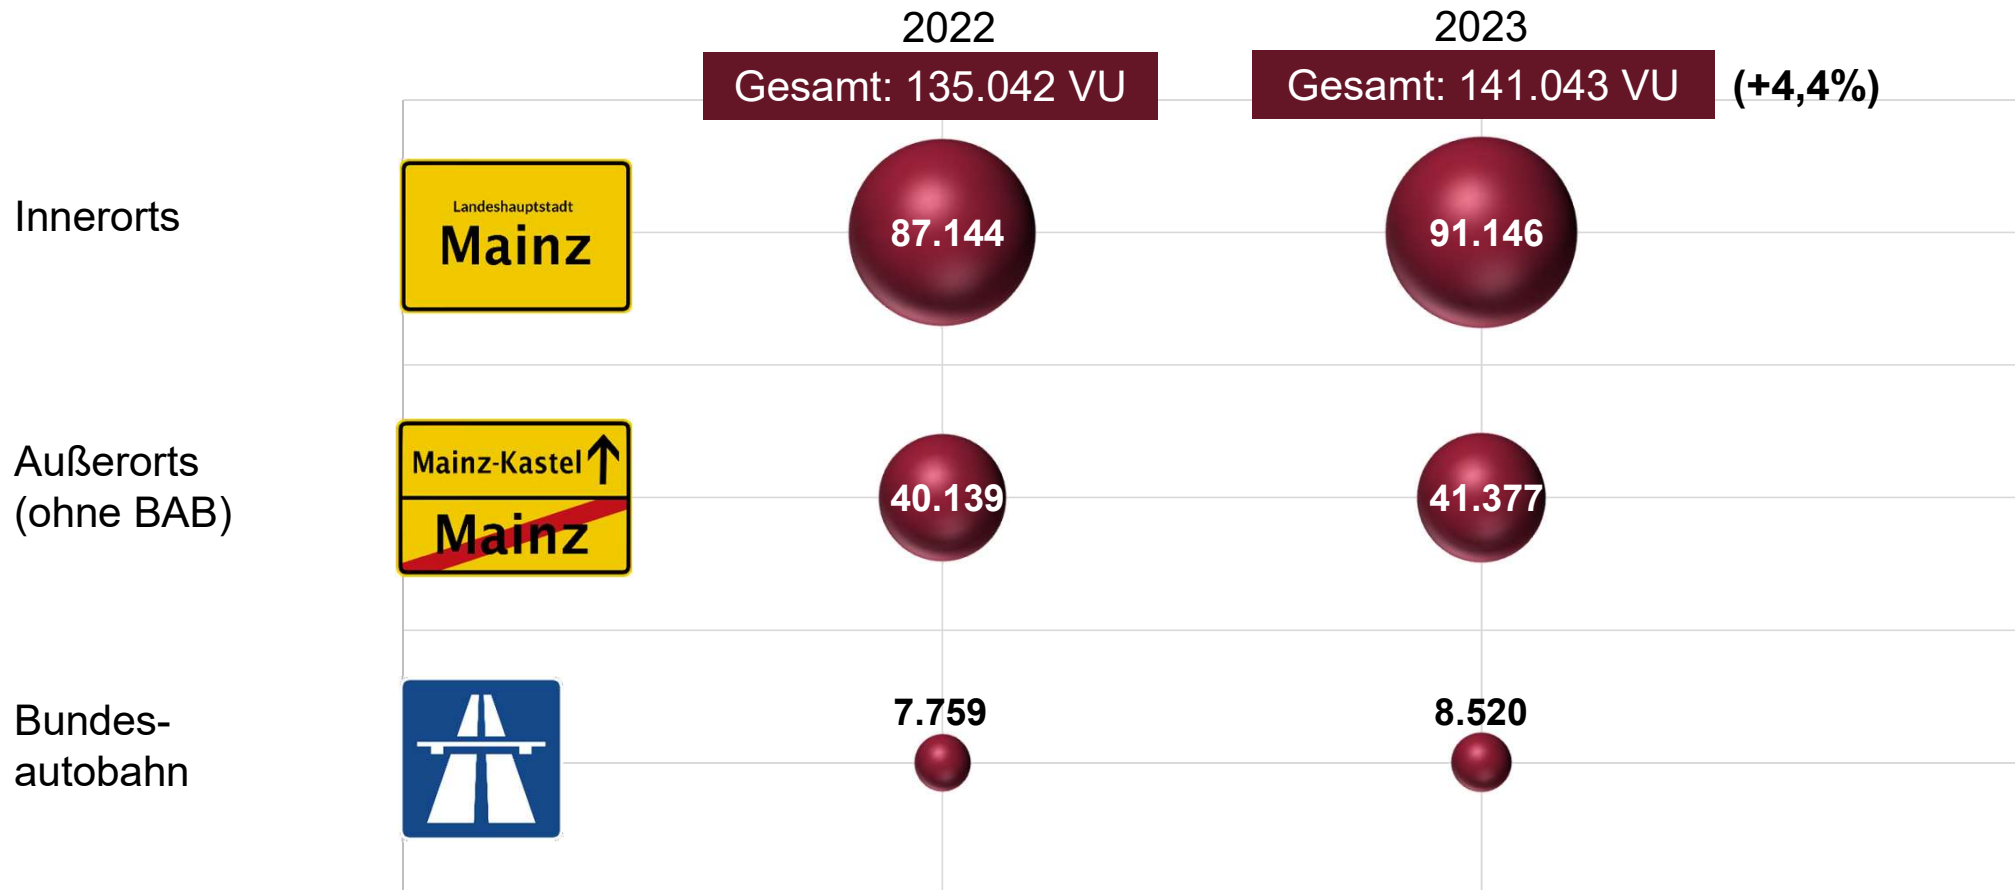 2022
2023
Gesamt: 135.042 VU
Gesamt: 141.043 VU
(+4,4%)
Innerorts
Landeshauptstadt
Mainz
87.144
91.146
Außerorts
(ohne BAB)
Mainz-Kastel
Mainz
40.139
41.377
Bundes-
autobahn
7.759
8.520